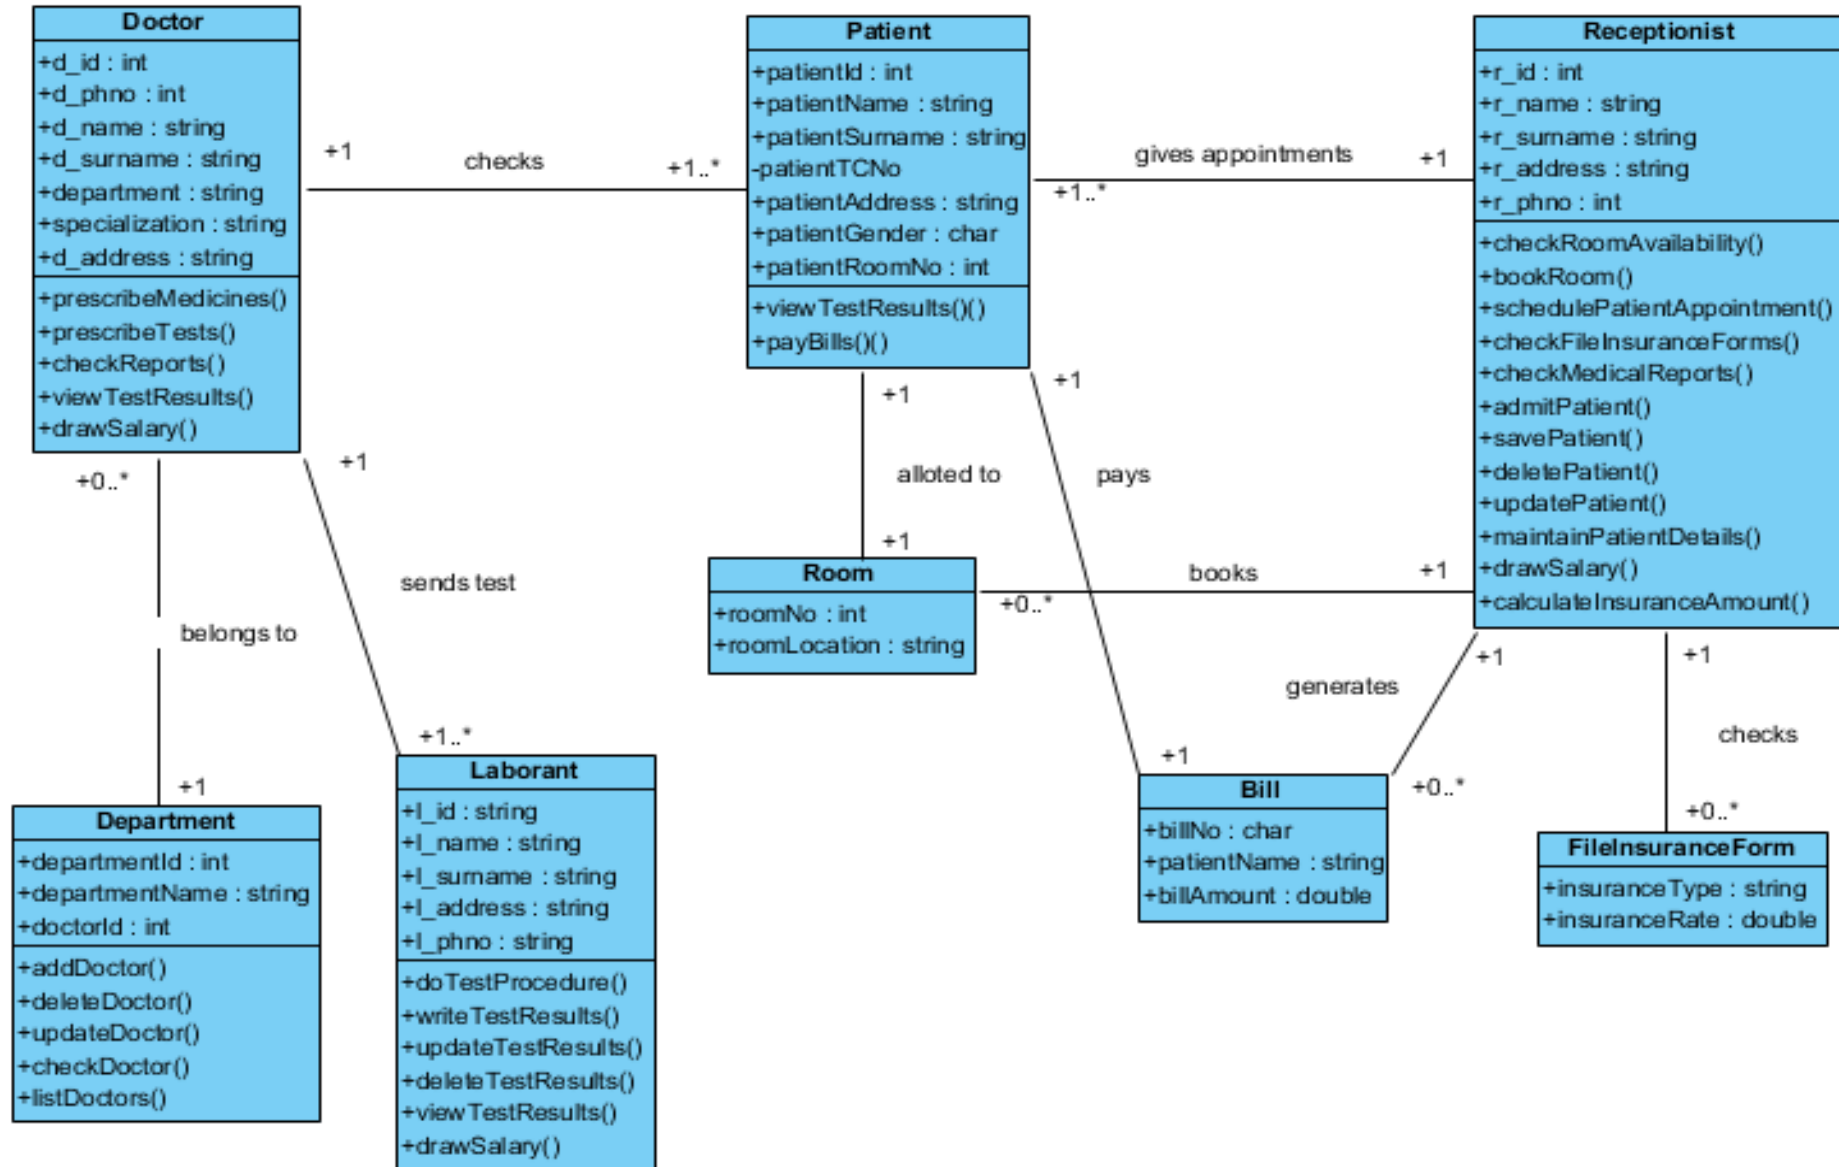 Doctor
+d_id : int
+d_phno : int
+d_name : string
+d_surname : string
+department : string
+specialization : string
+d_address : string
+prescribeMedicines()
+prescribeTests()
+checkReports()
+viewTestResults()
+drawSalary()
+1
checks
+1..*
Patient
+patientId : int
+patientName : string
+patientSurname : string
-patientTCNo
+patientAddress : string
+patientGender : char
+patientRoomNo : int
+viewTestResults()()
+payBills()()
gives appointments
+1
+1..*
Receptionist
+r_id : int
+r_name : string
+r_surname : string
+r_address : string
+r_phno : int
+checkRoomAvailability()
+bookRoom()
+schedulePatientAppointment()
+checkFileInsuranceForms()
+checkMedicalReports()
+admitPatient()
+savePatient()
+deletePatient()
+updatePatient()
+maintainPatientDetails()
+drawSalary()
+calculateInsuranceAmount()
+0..*
belongs to
+1
+1
sends test
+1..*
+1
alloted to
+1
+1
pays
+1
Room
+roomNo : int
+roomLocation : string
books
+1
+0..*
+1
generates
+0..*
+1
checks
+0..*
Department
+departmentId : int
+departmentName : string
+doctorId : int
+addDoctor()
+deleteDoctor()
+updateDoctor()
+checkDoctor()
+listDoctors()
Laborant
+l_id : string
+l_name : string
+l_surname : string
+l_address : string
+l_phno : string
+doTestProcedure()
+writeTestResults()
+updateTestResults()
+deleteTestResults()
+viewTestResults()
+drawSalary()
Bill
+billNo : char
+patientName : string
+billAmount : double
FileInsuranceForm
+insuranceType : string
+insuranceRate : double